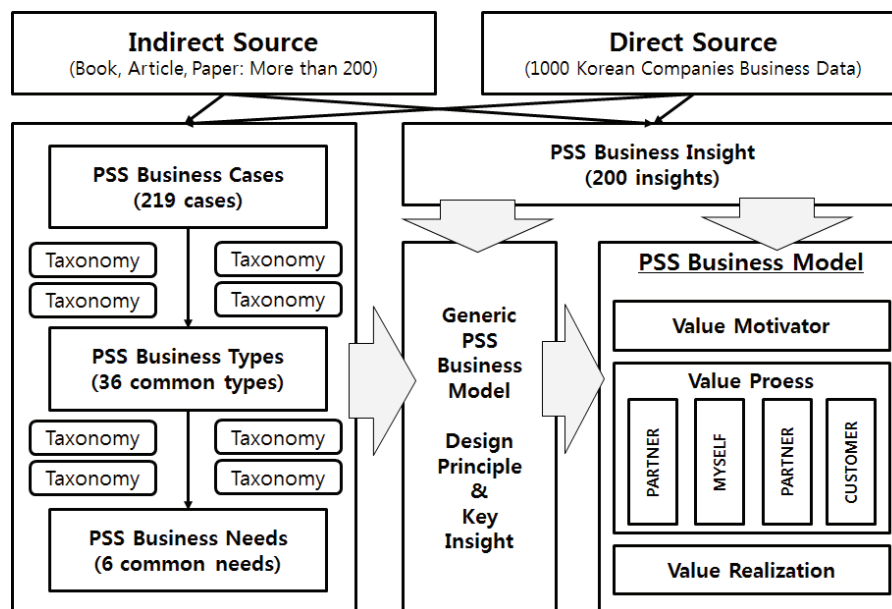 Indirect Source
(Book, Article, Paper: More than 200)
Direct Source
(1000 Korean Companies Business Data)
PSS Business Cases
(219 cases)
Taxonomy
Taxonomy
Taxonomy
Taxonomy
PSS Business Types
(36 common types)
Taxonomy
Taxonomy
Taxonomy
Taxonomy
PSS Business Needs
(6 common needs)
PSS Business Insight
(200 insights)
Generic
PSS
Business
Model
Design
Principle
&
Key
Insight
PSS Business Model
Value Motivator
Value Proess
PARTNER
MYSELF
PARTNER
CUSTOMER
Value Realization